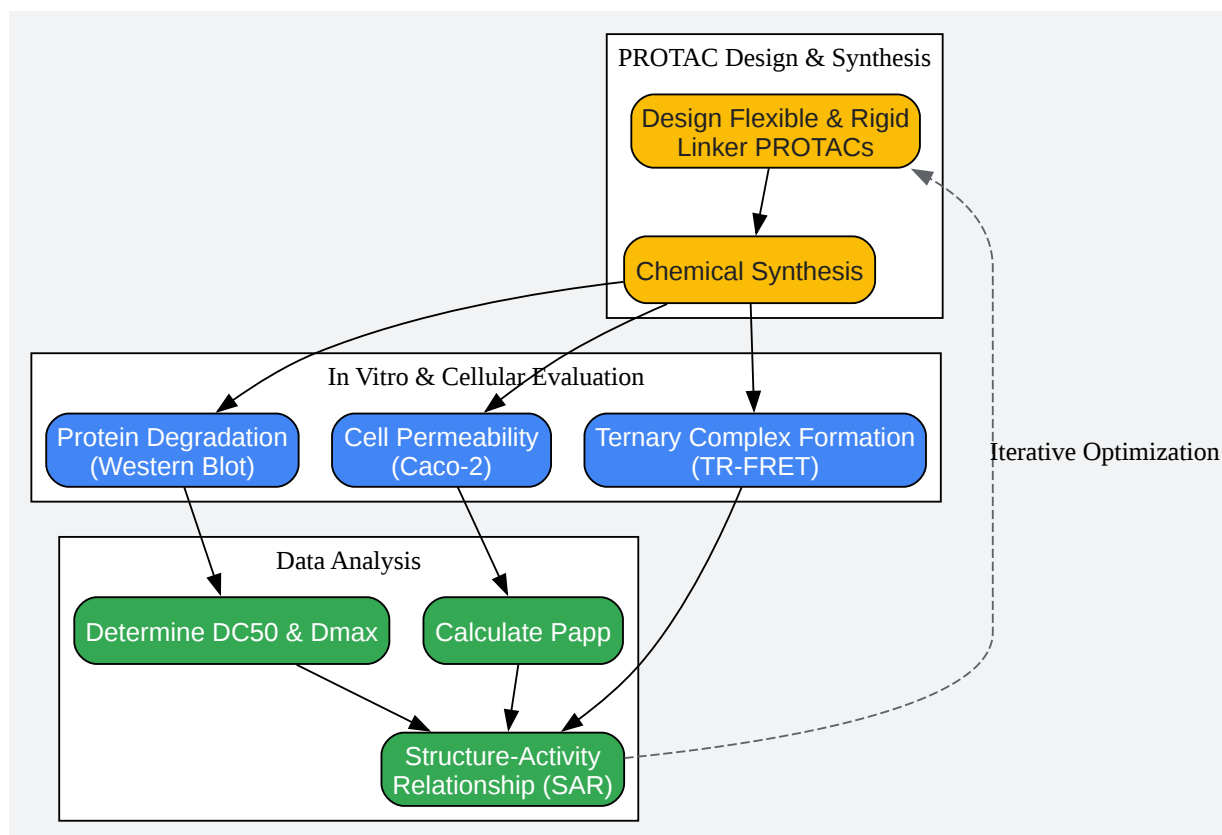 PROTAC Design & Synthesis
Design Flexible & Rigid
Linker PROTACs
Chemical Synthesis
In Vitro & Cellular Evaluation
Protein Degradation
(Western Blot)
Cell Permeability
(Caco-2)
Ternary Complex Formation
(TR-FRET)
Iterative Optimization
Data Analysis
Determine DC50 & Dmax
Calculate Papp
Structure-Activity
Relationship (SAR)